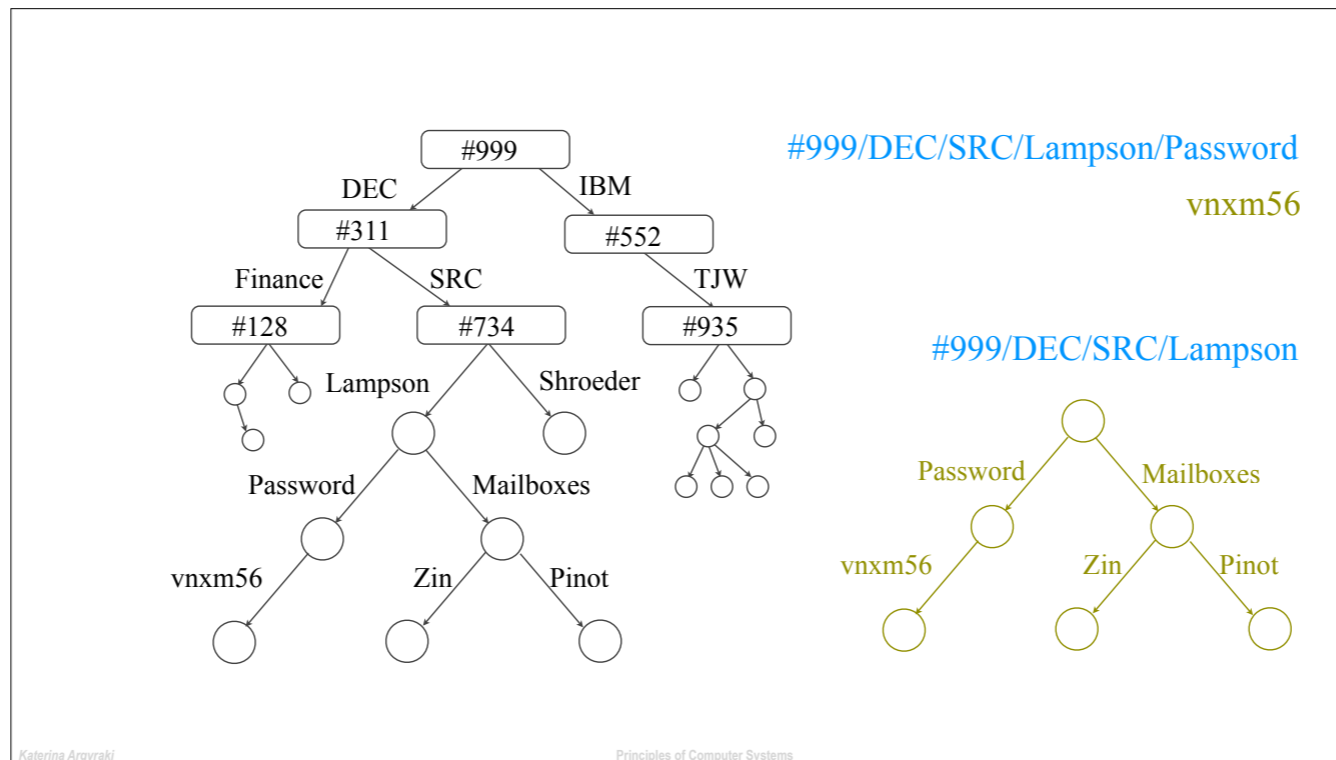 #999
DEC IBM
#311 #552
Finance SRC TJW
#128 #734 #935
Lampson Shroeder
Password Mailboxes
vnxm56 Zin Pinot
#999/DEC/SRC/Lampson/Password
vnxm56
#999/DEC/SRC/Lampson
Password Mailboxes
vnxm56 Zin Pinot
Katerina Argyraki Principles of Computer Systems